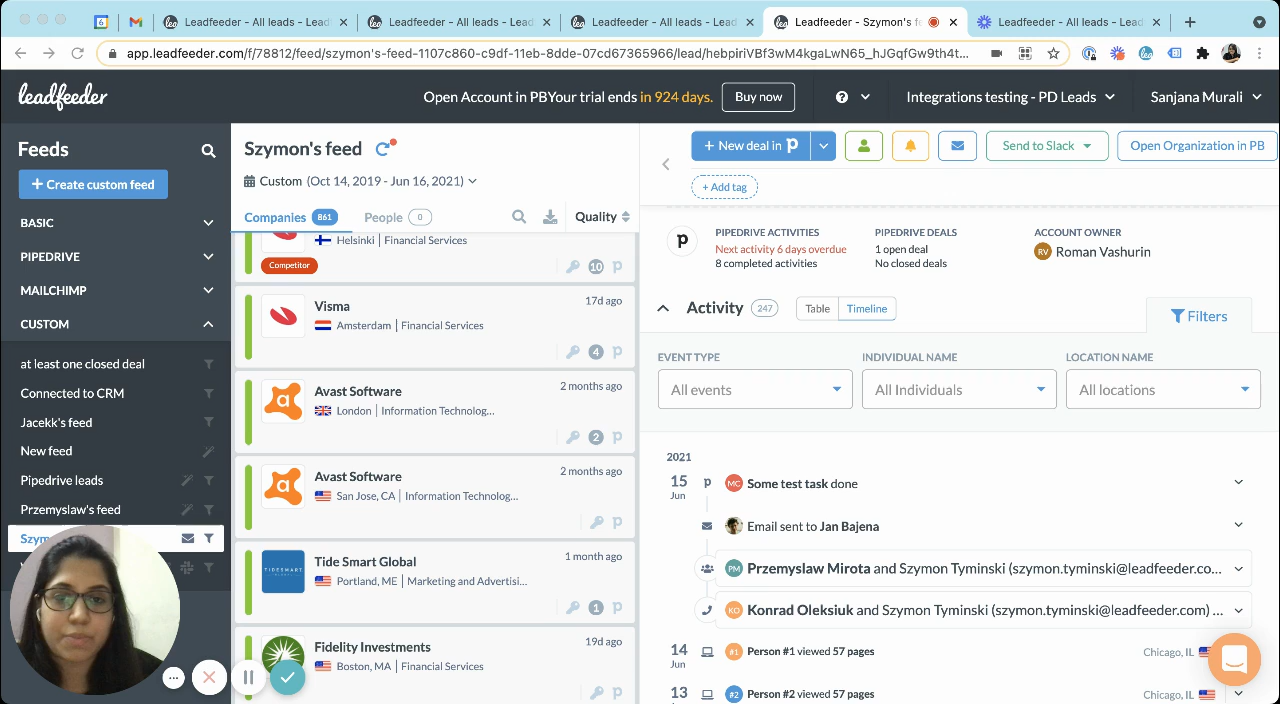 6
Leadfeeder - All leads - Lead
Leadfeeder - All leads - Lead
Leadfeeder - All leads - Lead
Leadfeeder - Szymon's fe
Leadfeeder - All leads - Lead
app.leadfeeder.com/f/78812/feed/szymon's-feed-1107c860-c9df-11eb-8dde-07cd67365966/lead/hebpirIVBf3wM4kgaLwN65_hJGqfGw9th4t...
leadfeeder
Open Account in PBYour trial ends in 924 days.
Buy now
Integrations testing - PD Leads
Sanjana Murali
Feeds
+ Create custom feed
BASIC
PIPEDRIVE
MAILCHIMP
CUSTOM
at least one closed deal
Connected to CRM
Jacekk's feed
New feed
Pipedrive leads
Przemyslaw's feed
Szym
Szymon's feed
Custom (Oct 14, 2019 - Jun 16, 2021)
Companies 861
People 0
Quality
Helsinki | Financial Services
Competitor
10 p
Visma
17d ago
Amsterdam | Financial Services
4 p
Avast Software
2 months ago
London | Information Technolog...
2 p
Avast Software
2 months ago
San Jose, CA | Information Technolog...
p
Tide Smart Global
1 month ago
TIDESMART
Portland, ME | Marketing and Advertisi...
1 p
Fidelity Investments
19d ago
Boston, MA | Financial Services
p
+ New deal in p
Send to Slack
Open Organization in PB
+ Add tag
p
PIPEDRIVE ACTIVITIES
Next activity 6 days overdue
8 completed activities
PIPEDRIVE DEALS
1 open deal
No closed deals
ACCOUNT OWNER
RV Roman Vashurin
Activity 247
Table
Timeline
Filters
EVENT TYPE
All events
INDIVIDUAL NAME
All Individuals
LOCATION NAME
All locations
2021
15 Jun
p MC Some test task done
Email sent to Jan Bajena
PM Przemyslaw Mirota and Szymon Tyminski (szymon.tyminski@leadfeeder.co...
KO Konrad Oleksiuk and Szymon Tyminski (szymon.tyminski@leadfeeder.com) ...
14 Jun
#1 Person #1 viewed 57 pages
Chicago, IL
13
#2 Person #2 viewed 57 pages
Chicago, IL